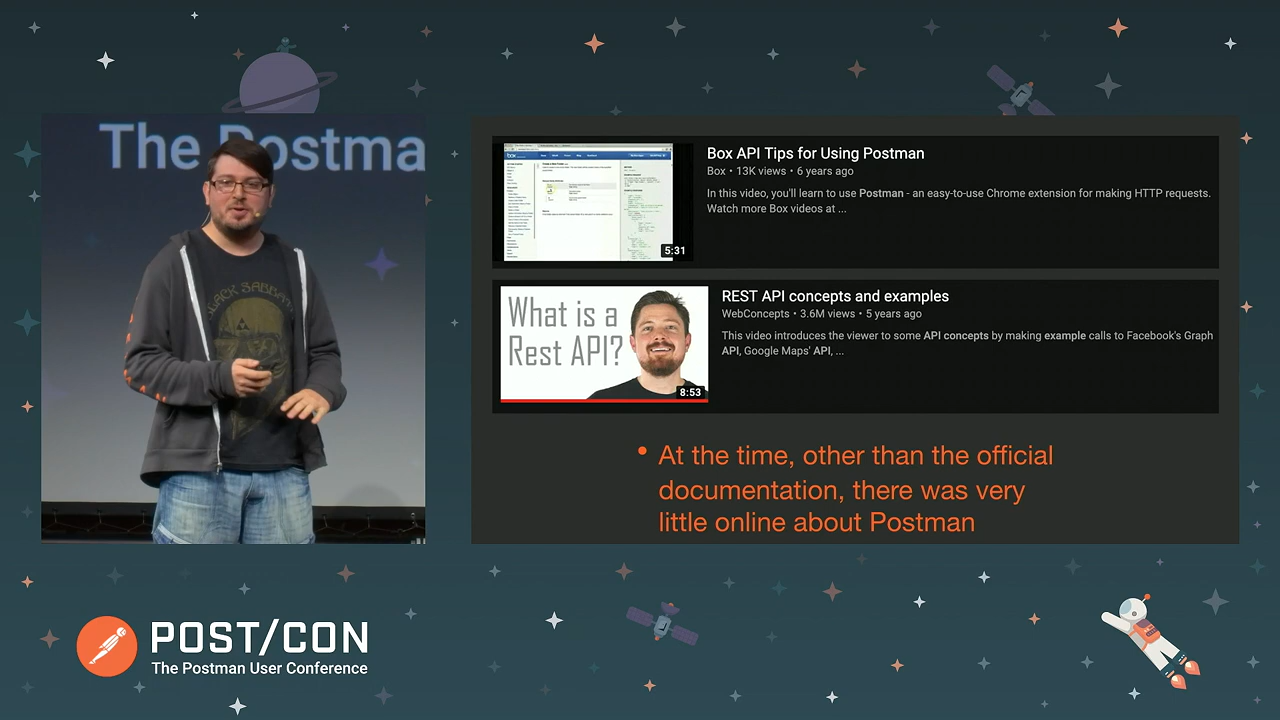 The Postma
BLACK SABBATH
Box API Tips for Using Postman
Box • 13K views • 6 years ago
In this video, you'll learn to use Postman - an easy-to-use Chrome extension for making HTTP requests.
Watch more Box videos at ...
5:31
box
What is a
Rest API?
8:53
REST API concepts and examples
WebConcepts • 3.6M views • 5 years ago
This video introduces the viewer to some API concepts by making example calls to Facebook's Graph
API, Google Maps' API, ...
• At the time, other than the official
documentation, there was very
little online about Postman
POST/CON
The Postman User Conference